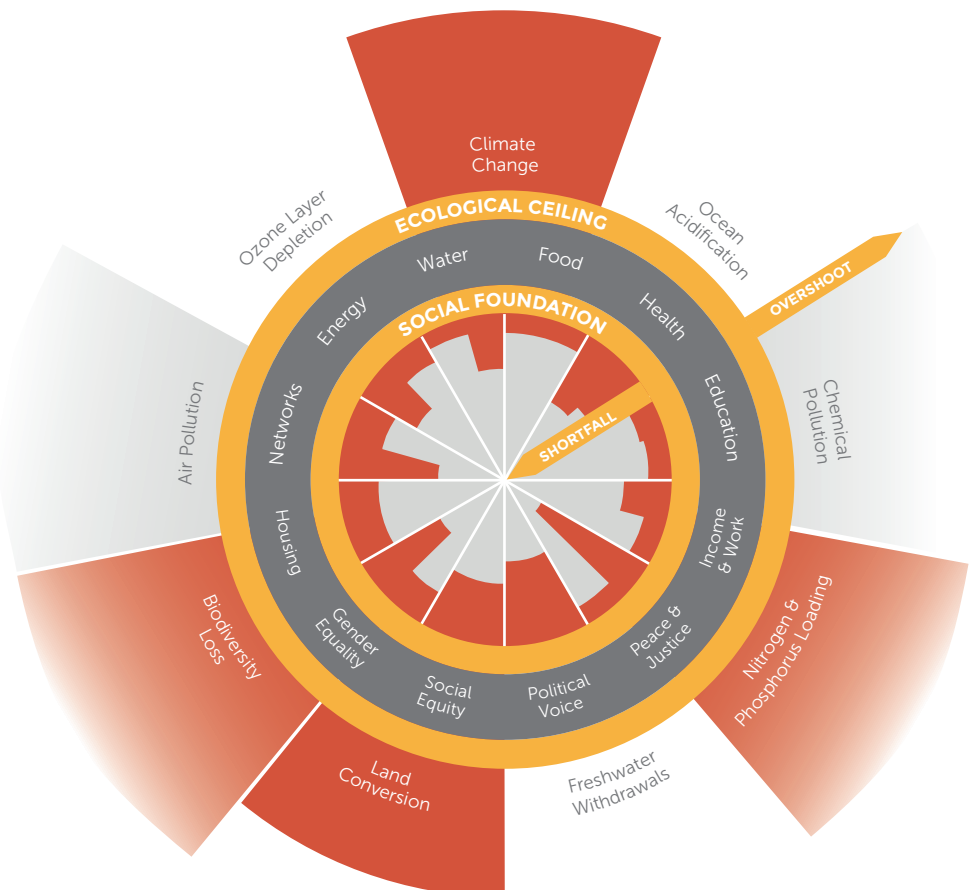 Climate
Change
ECOLOGICAL CEILING
Ozone Layer
Depletion
Ocean
Acidification
OVERSHOOT
Water
Food
Energy
Health
SOCIAL FOUNDATION
Networks
Education
SHORTFALL
Air Pollution
Chemical
Pollution
Housing
Income
& Work
Biodiversity
Loss
Gender
Equality
Peace &
Justice
Nitrogen &
Phosphorus Loading
Social
Equity
Political
Voice
Land
Conversion
Freshwater
Withdrawals